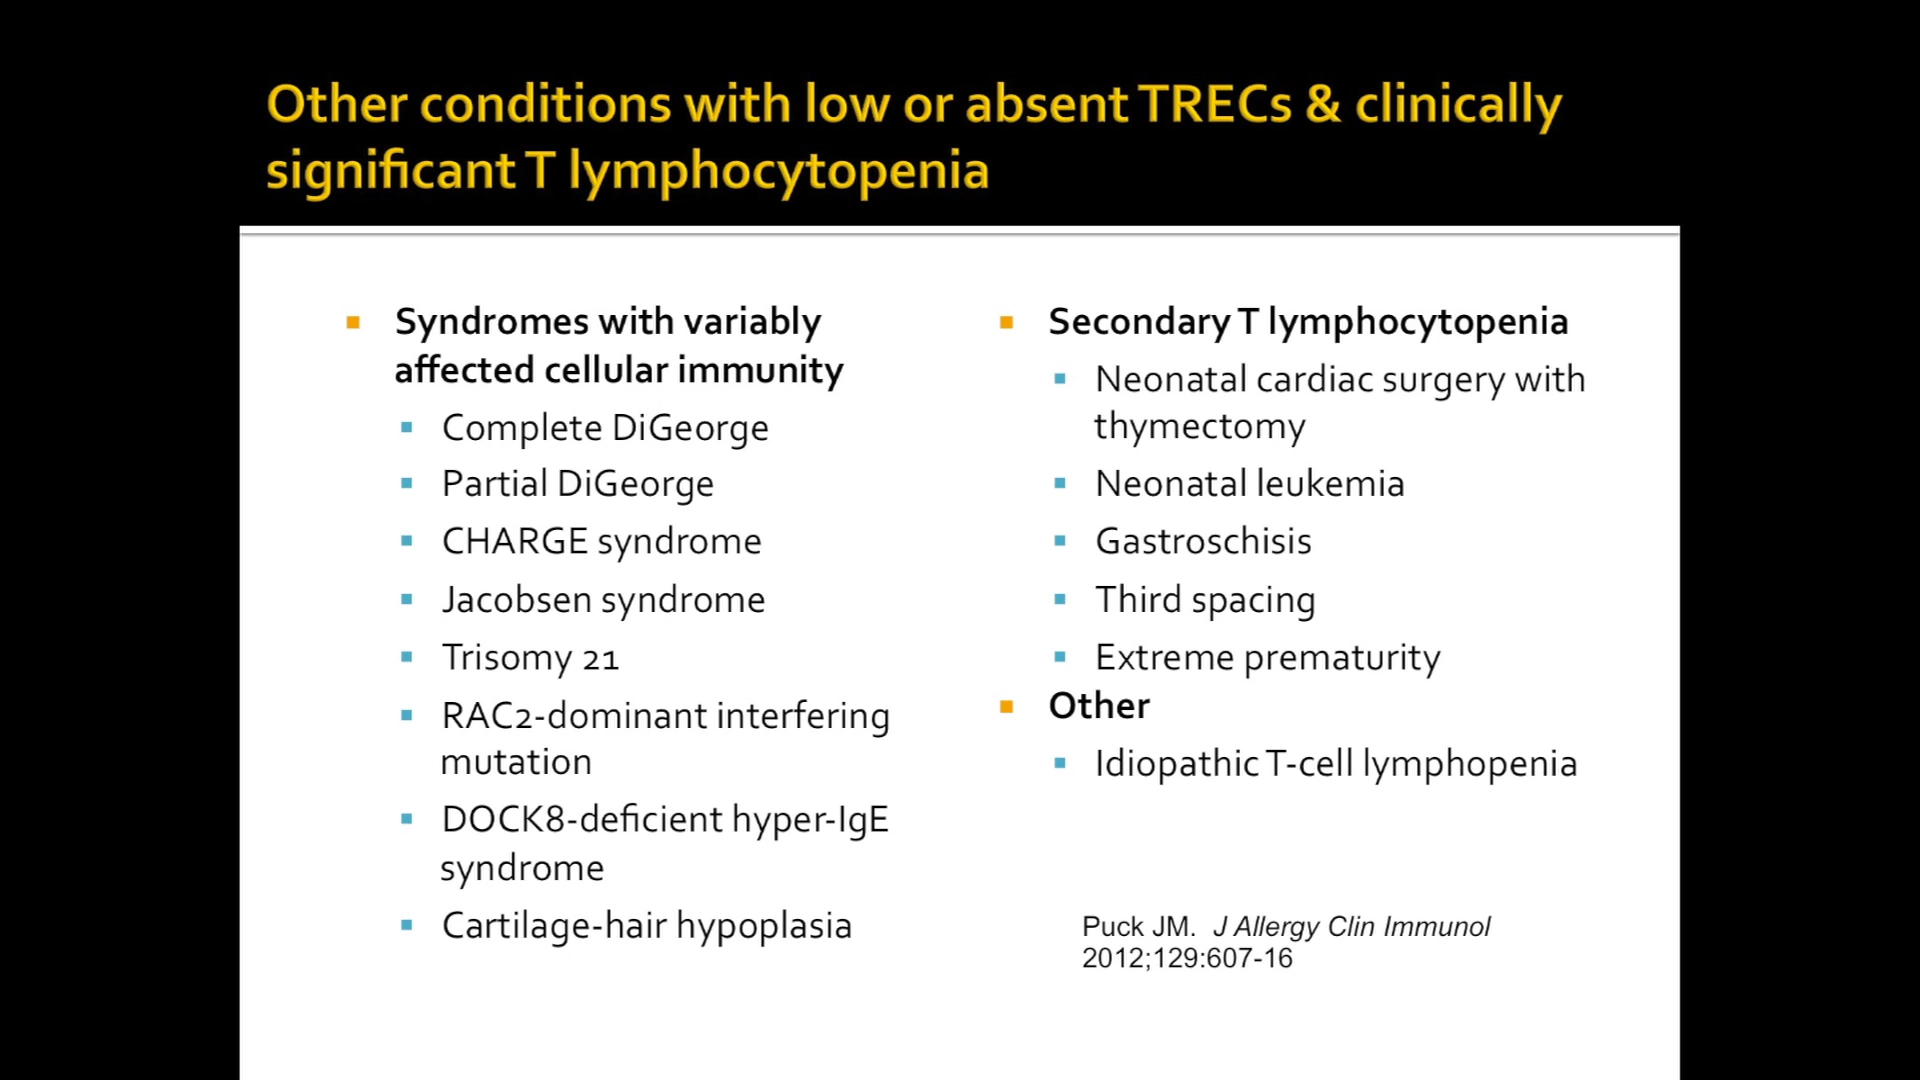 Other conditions with low or absent TRECs & clinically
significant T lymphocytopenia
Syndromes with variably
affected cellular immunity
Complete DiGeorge
Partial DiGeorge
CHARGE syndrome
Jacobsen syndrome
Trisomy 21
RAC2-dominant interfering
mutation
DOCK8-deficient hyper-IgE
syndrome
Cartilage-hair hypoplasia
Secondary T lymphocytopenia
Neonatal cardiac surgery with
thymectomy
Neonatal leukemia
Gastroschisis
Third spacing
Extreme prematurity
Other
Idiopathic T-cell lymphopenia
Puck JM. J Allergy Clin Immunol
2012;129:607-16